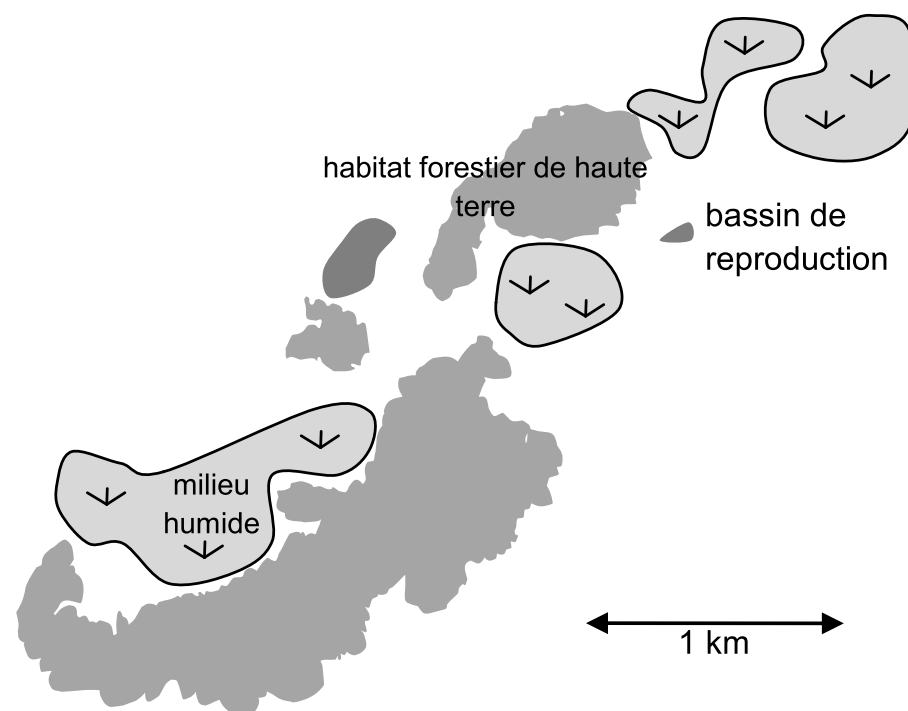 habitat forestier de haute
terre
bassin de
reproduction
milieu
humide
1 km